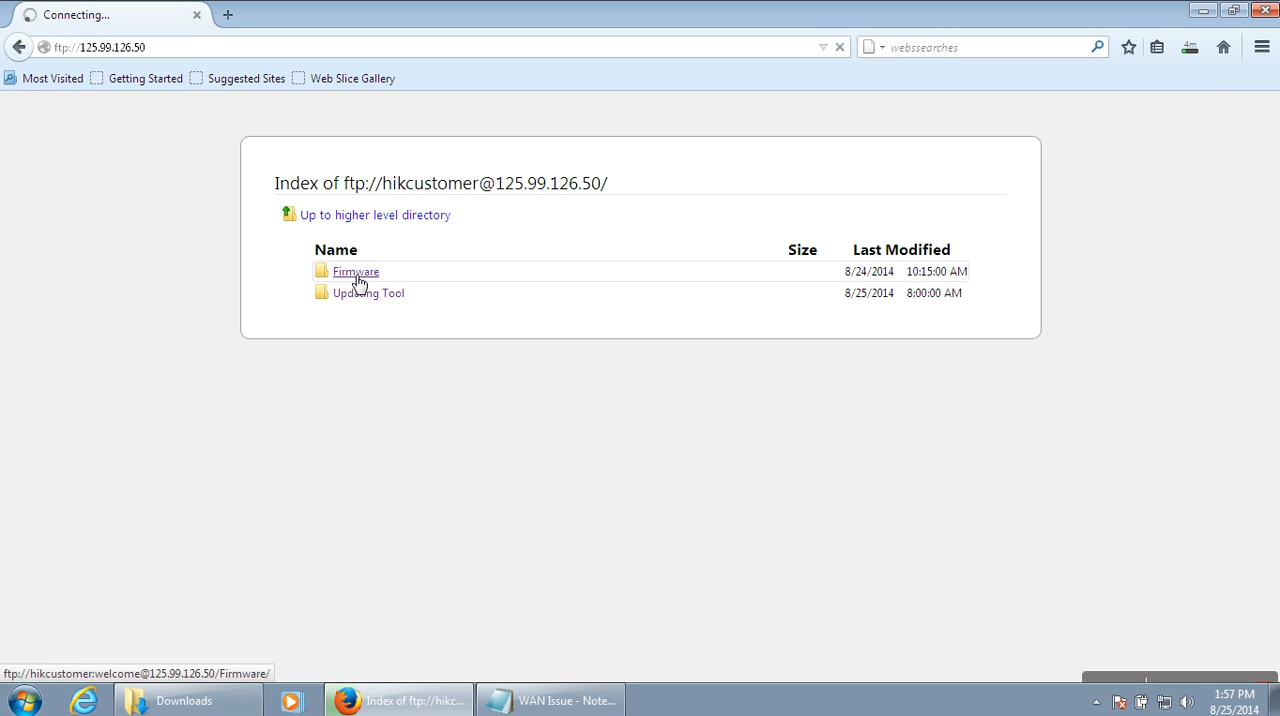 Connecting...
ftp://125.99.126.50
webssearches
4m
Most Visited Getting Started Suggested Sites Web Slice Gallery
Index of ftp://hikcustomer@125.99.126.50/
Up to higher level directory
Name Size Last Modified
Firmware 8/24/2014 10:15:00 AM
Updating Tool 8/25/2014 8:00:00 AM
ftp://hikcustomer:welcome@125.99.126.50/Firmware/
Downloads Index of ftp://hikc... WAN Issue - Note... 1:57 PM
8/25/2014